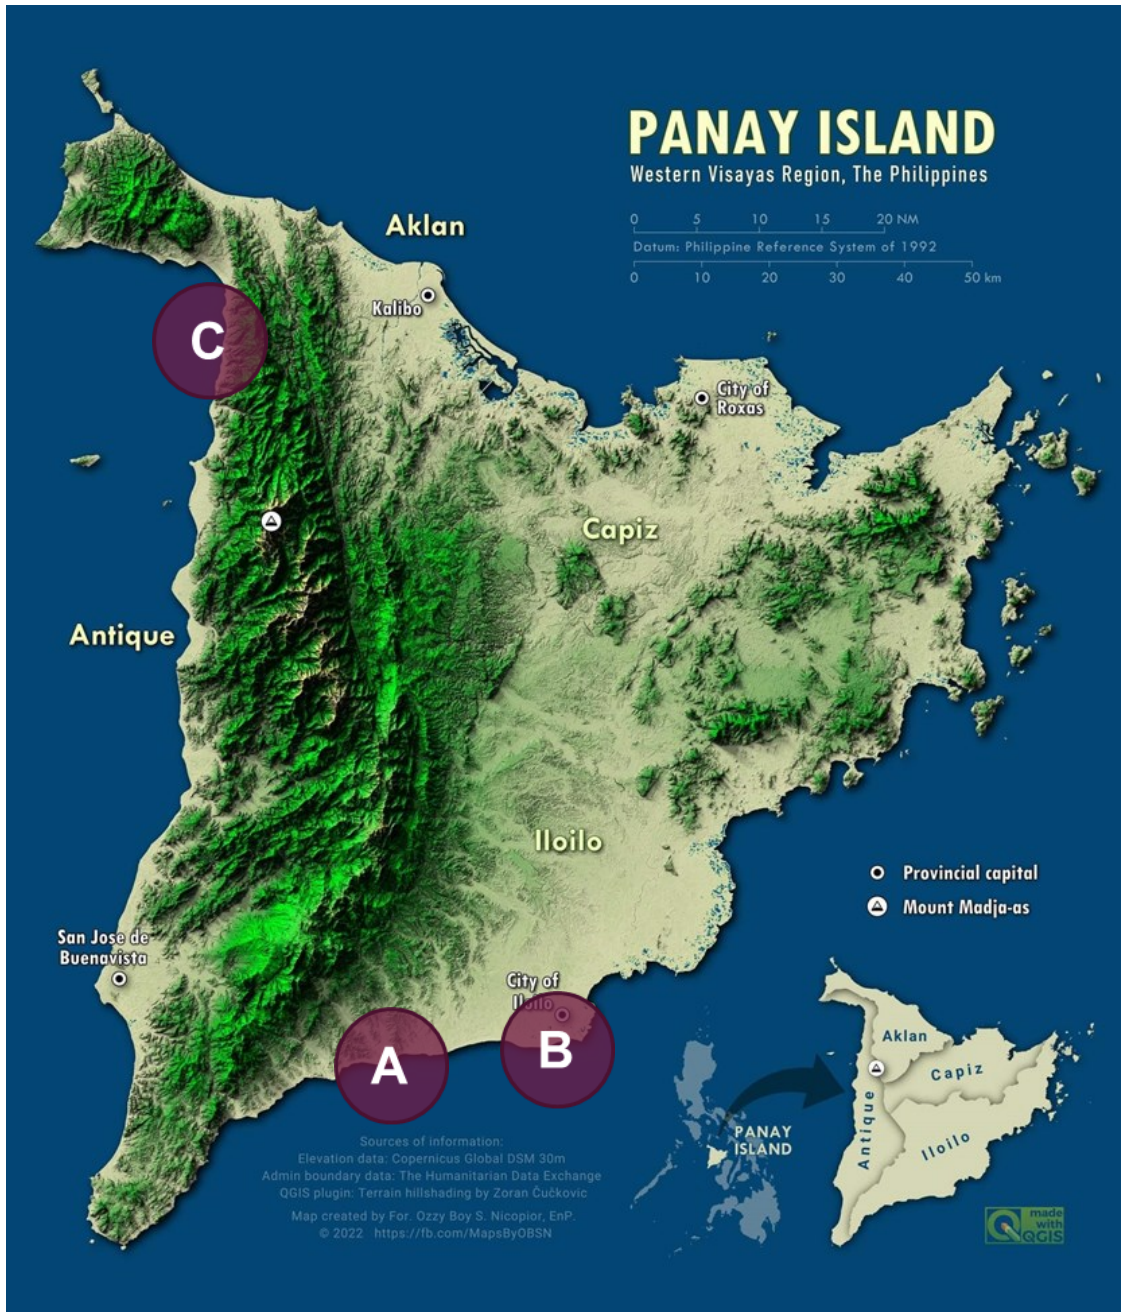 PANAY ISLAND
Western Visayas Region, The Philippines
0 5 10 15 20 NM
Datum: Philippine Reference System of 1992
0 10 20 30 40 50 km
Aklan
Kalibo
C
City of
Roxas
Capiz
Antique
Iloilo
Provincial capital
Mount Madja-as
San Jose de
Buenavista
City of
Iloilo
A
B
Aklan
Capiz
Antique
Iloilo
PANAY
ISLAND
Sources of information:
Elevation data: Copernicus Global DSM 30m
Admin boundary data: The Humanitarian Data Exchange
QGIS plugin: Terrain hillshading by Zoran Čučkovic
Map created by For. Ozzy Boy S. Nicopior, EnP.
© 2022 https://fb.com/MapsByOBSN
made
with
QGIS